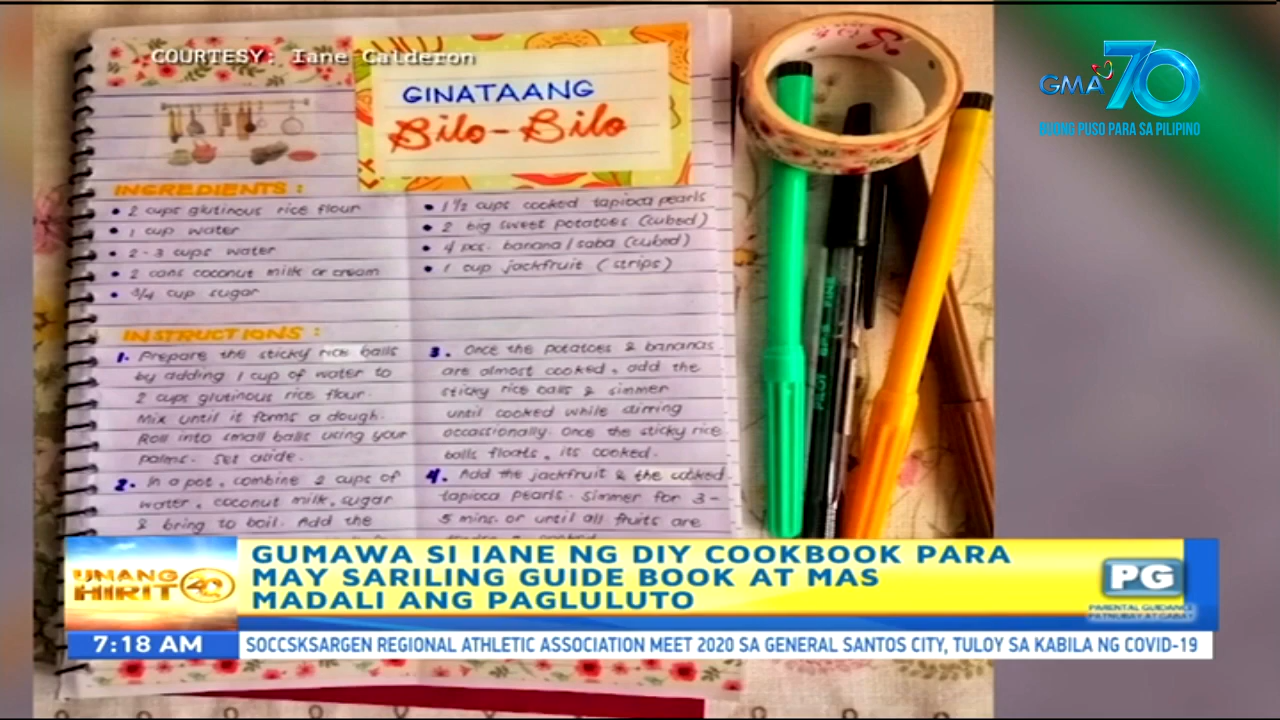 COURTESY: Iane Calderon
GMA 70
BUONG PUSO PARA SA PILIPINO
GINATAANG
Bilo-Bilo
INGREDIENTS:
• 2 cups glutinous rice flour
• 1 cup water
• 2-3 cups water
• 2 cans coconut milk or cream
• 3/4 cup sugar
• 1 1/2 cups cooked tapioca pearls
• 2 big sweet potatoes (cubed)
• 4 pcs. banana/saba (cubed)
• 1 cup jackfruit (strips)
INSTRUCTIONS:
1. Prepare the sticky rice balls
by adding 1 cup of water to
2 cups glutinous rice flour.
Mix until it forms a dough.
Roll into small balls using your
palms. Set aside.
2. In a pot, combine 2 cups of
water, coconut milk, sugar
& bring to boil. Add the
3. Once the potatoes & bananas
are almost cooked, add the
sticky rice balls & simmer
until cooked while stirring
occassionally. Once the sticky rice
balls floats, its cooked.
4. Add the jackfruit & the cooked
tapioca pearls. Simmer for 3-
5 mins. or until all fruits are
PILOT FINE
UNANG
HIRIT 20
GUMAWA SI IANE NG DIY COOKBOOK PARA
MAY SARILING GUIDE BOOK AT MAS
MADALI ANG PAGLULUTO
PG
PARENTAL GUIDANCE
PATNUBAY AT GABAY
7:18 AM
SOCCSKSARGEN REGIONAL ATHLETIC ASSOCIATION MEET 2020 SA GENERAL SANTOS CITY, TULOY SA KABILA NG COVID-19